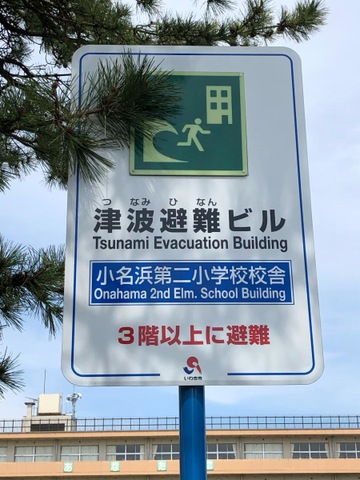 つ なみ ひ なん
津波避難ビル
Tsunami Evacuation Building
小名浜第二小学校校舎
Onahama 2nd Elm. School Building
3階以上に避難
いわき市